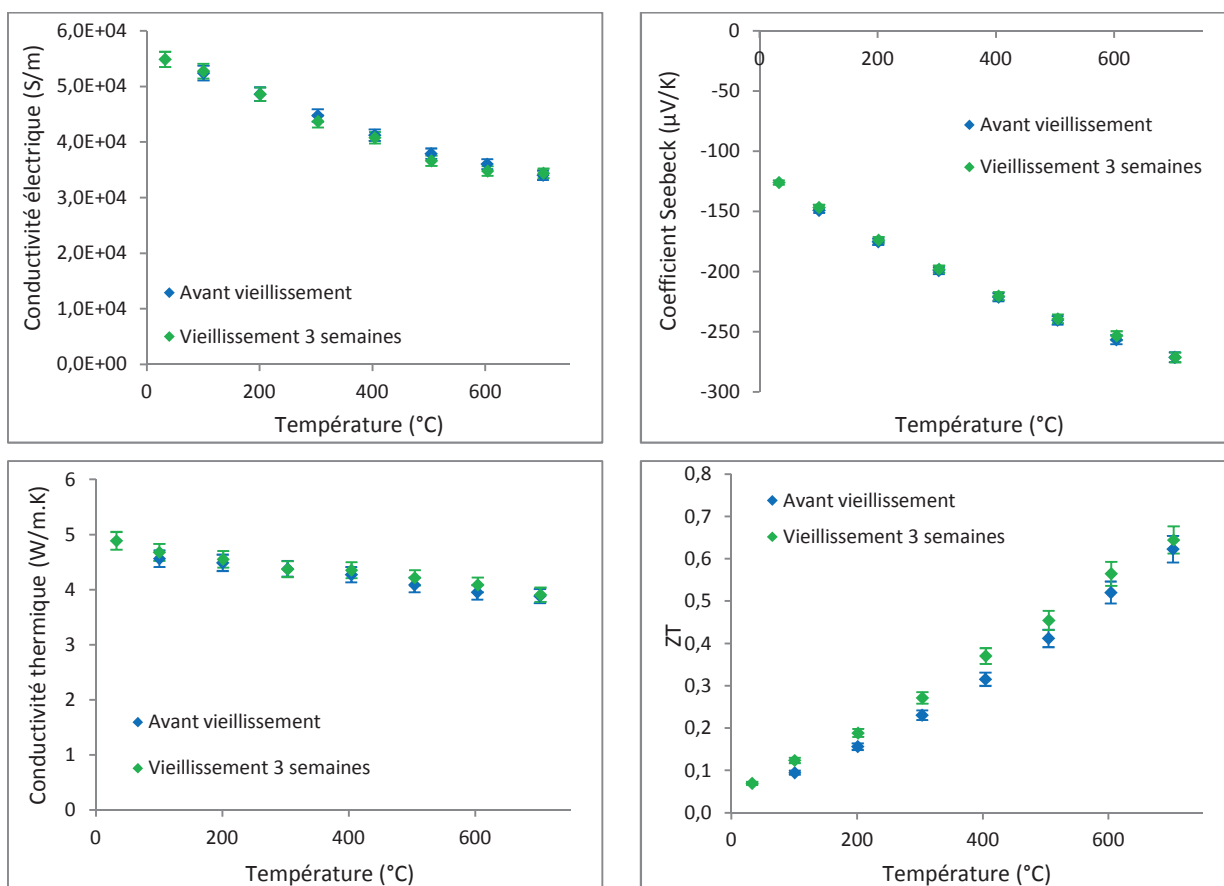 Conductivité électrique (S/m)
6,0E+04
5,0E+04
4,0E+04
3,0E+04
2,0E+04
1,0E+04
0,0E+00
Avant vieillissement
Vieillissement 3 semaines
0 200 400 600
Température (°C)
Coefficient Seebeck (µV/K)
0
-50
-100
-150
-200
-250
-300
0 200 400 600
Avant vieillissement
Vieillissement 3 semaines
Température (°C)
Conductivité thermique (W/m.K)
6
5
4
3
2
1
0
Avant vieillissement
Vieillissement 3 semaines
0 200 400 600
Température (°C)
ZT
0,8
0,7
0,6
0,5
0,4
0,3
0,2
0,1
0,0
Avant vieillissement
Vieillissement 3 semaines
0 200 400 600
Température (°C)